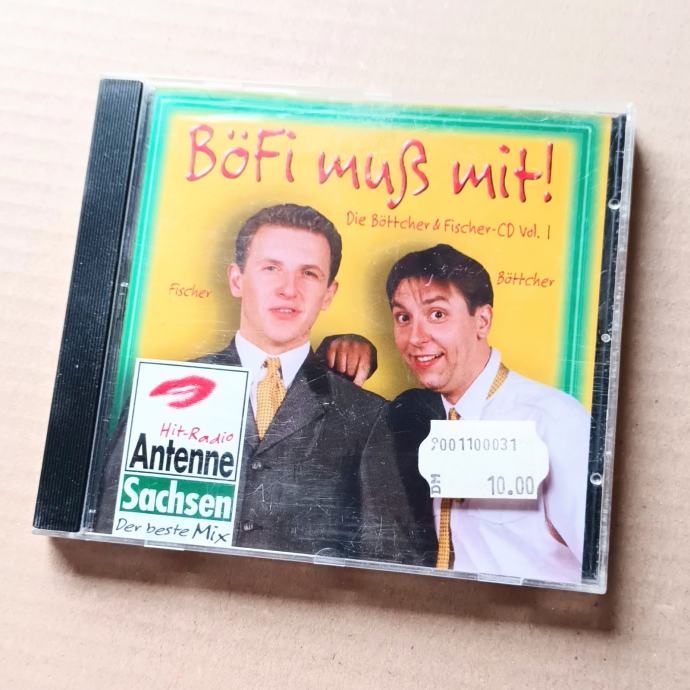 BöFi muß mit!
Die Böttcher & Fischer-CD Vol. 1
Fischer
Böttcher
Hit-Radio
Antenne
Sachsen
Der beste Mix
9001100031
DM 10.00